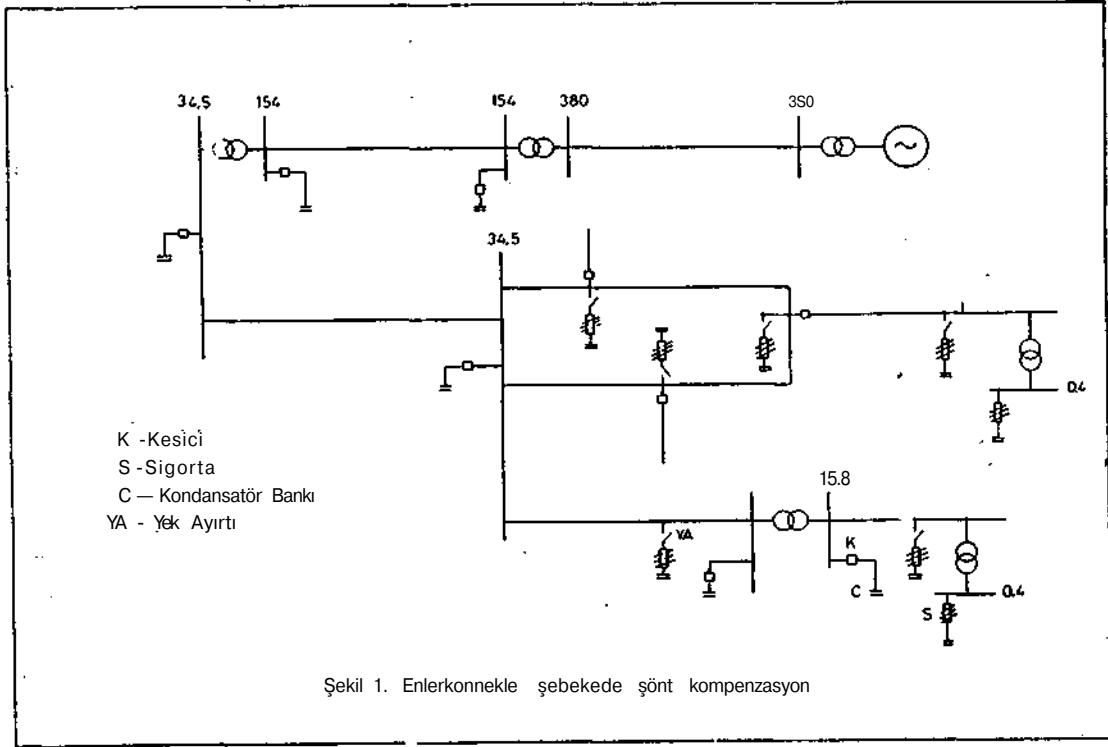 34,5
154
154
380
3S0
34,5
0.4
K -Kesici
S -Sigorta
C — Kondansatör Bankı
YA - Yek Ayırtı
15.8
YA
K
C
S
0.4
Şekil 1. Enlerkonnekle şebekede şönt kompenzasyon